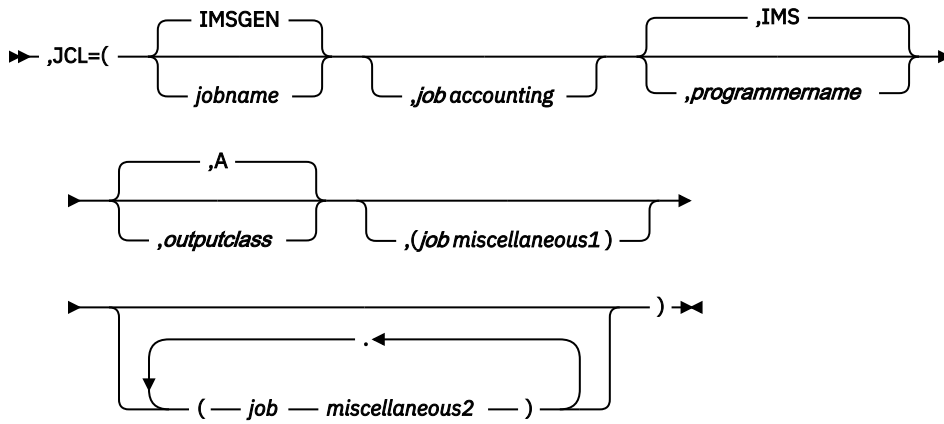 IMSGEN ,IMS
,JCL=(
jobname ,job accounting ,programmername
,A
,outputclass ,(job miscellaneous1 )
)
.
( job miscellaneous2 )